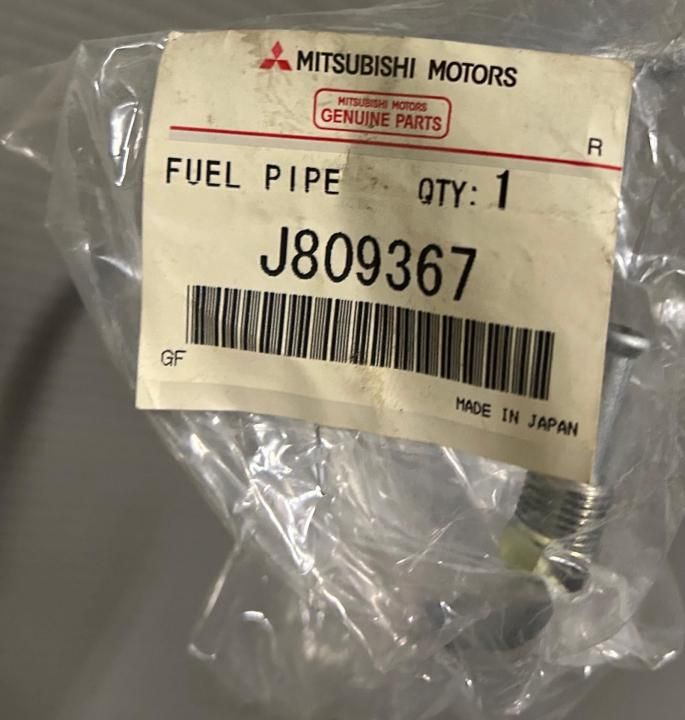 MITSUBISHI MOTORS
MITSUBISHI MOTORS
GENUINE PARTS
R
FUEL PIPE QTY: 1
J809367
GF
MADE IN JAPAN